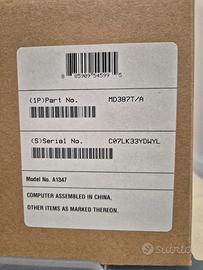 8 85909 54599 5
(1P)Part No. MD387T/A
(S)Serial No. C07LK33YDWYL
Model No. A1347
COMPUTER ASSEMBLED IN CHINA,
OTHER ITEMS AS MARKED THEREON.
subito